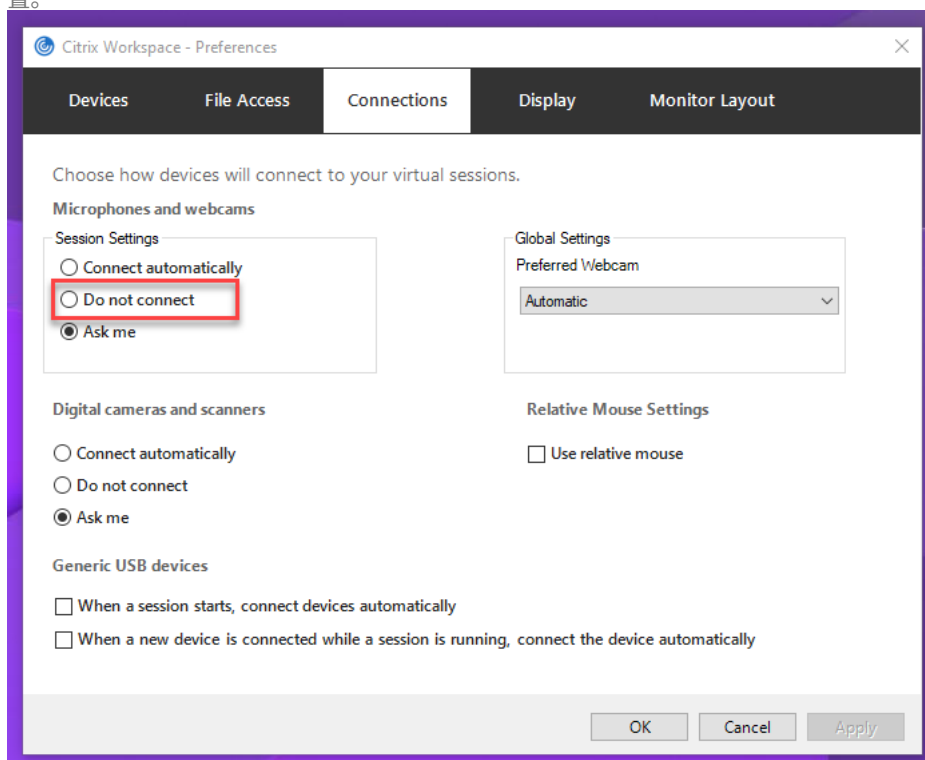 置。
Citrix Workspace - Preferences
Devices File Access Connections Display Monitor Layout
Choose how devices will connect to your virtual sessions.
Microphones and webcams
Session Settings
Connect automatically
Do not connect
Ask me
Global Settings
Preferred Webcam
Automatic
Digital cameras and scanners
Connect automatically
Do not connect
Ask me
Relative Mouse Settings
Use relative mouse
Generic USB devices
When a session starts, connect devices automatically
When a new device is connected while a session is running, connect the device automatically
OK Cancel Apply